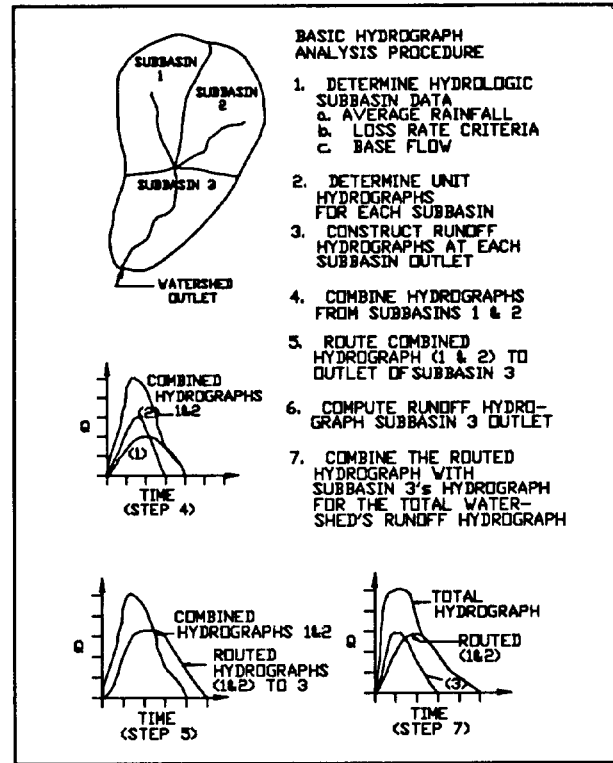 BASIC HYDROGRAPH
ANALYSIS PROCEDURE
SUBBASIN
1
SUBBASIN
2
SUBBASIN 3
WATERSHED
OUTLET
1. DETERMINE HYDROLOGIC
SUBBASIN DATA
a. AVERAGE RAINFALL
b. LOSS RATE CRITERIA
c. BASE FLOW
2. DETERMINE UNIT
HYDROGRAPHS
FOR EACH SUBBASIN
3. CONSTRUCT RUNOFF
HYDROGRAPHS AT EACH
SUBBASIN OUTLET
4. COMBINE HYDROGRAPHS
FROM SUBBASINS 1 & 2
5. ROUTE COMBINED
HYDROGRAPH (1 & 2) TO
OUTLET OF SUBBASIN 3
6. COMPUTE RUNOFF HYDRO-
GRAPH SUBBASIN 3 OUTLET
7. COMBINE THE ROUTED
HYDROGRAPH WITH
SUBBASIN 3's HYDROGRAPH
FOR THE TOTAL WATER-
SHED'S RUNOFF HYDROGRAPH
COMBINED
HYDROGRAPHS
1&2
(2)
(1)
Q
TIME
(STEP 4)
COMBINED
HYDROGRAPHS 1&2
ROUTED
HYDROGRAPHS
(1&2) TO 3
Q
TIME
(STEP 5)
TOTAL
HYDROGRAPH
ROUTED
(1&2)
(3)
Q
TIME
(STEP 7)